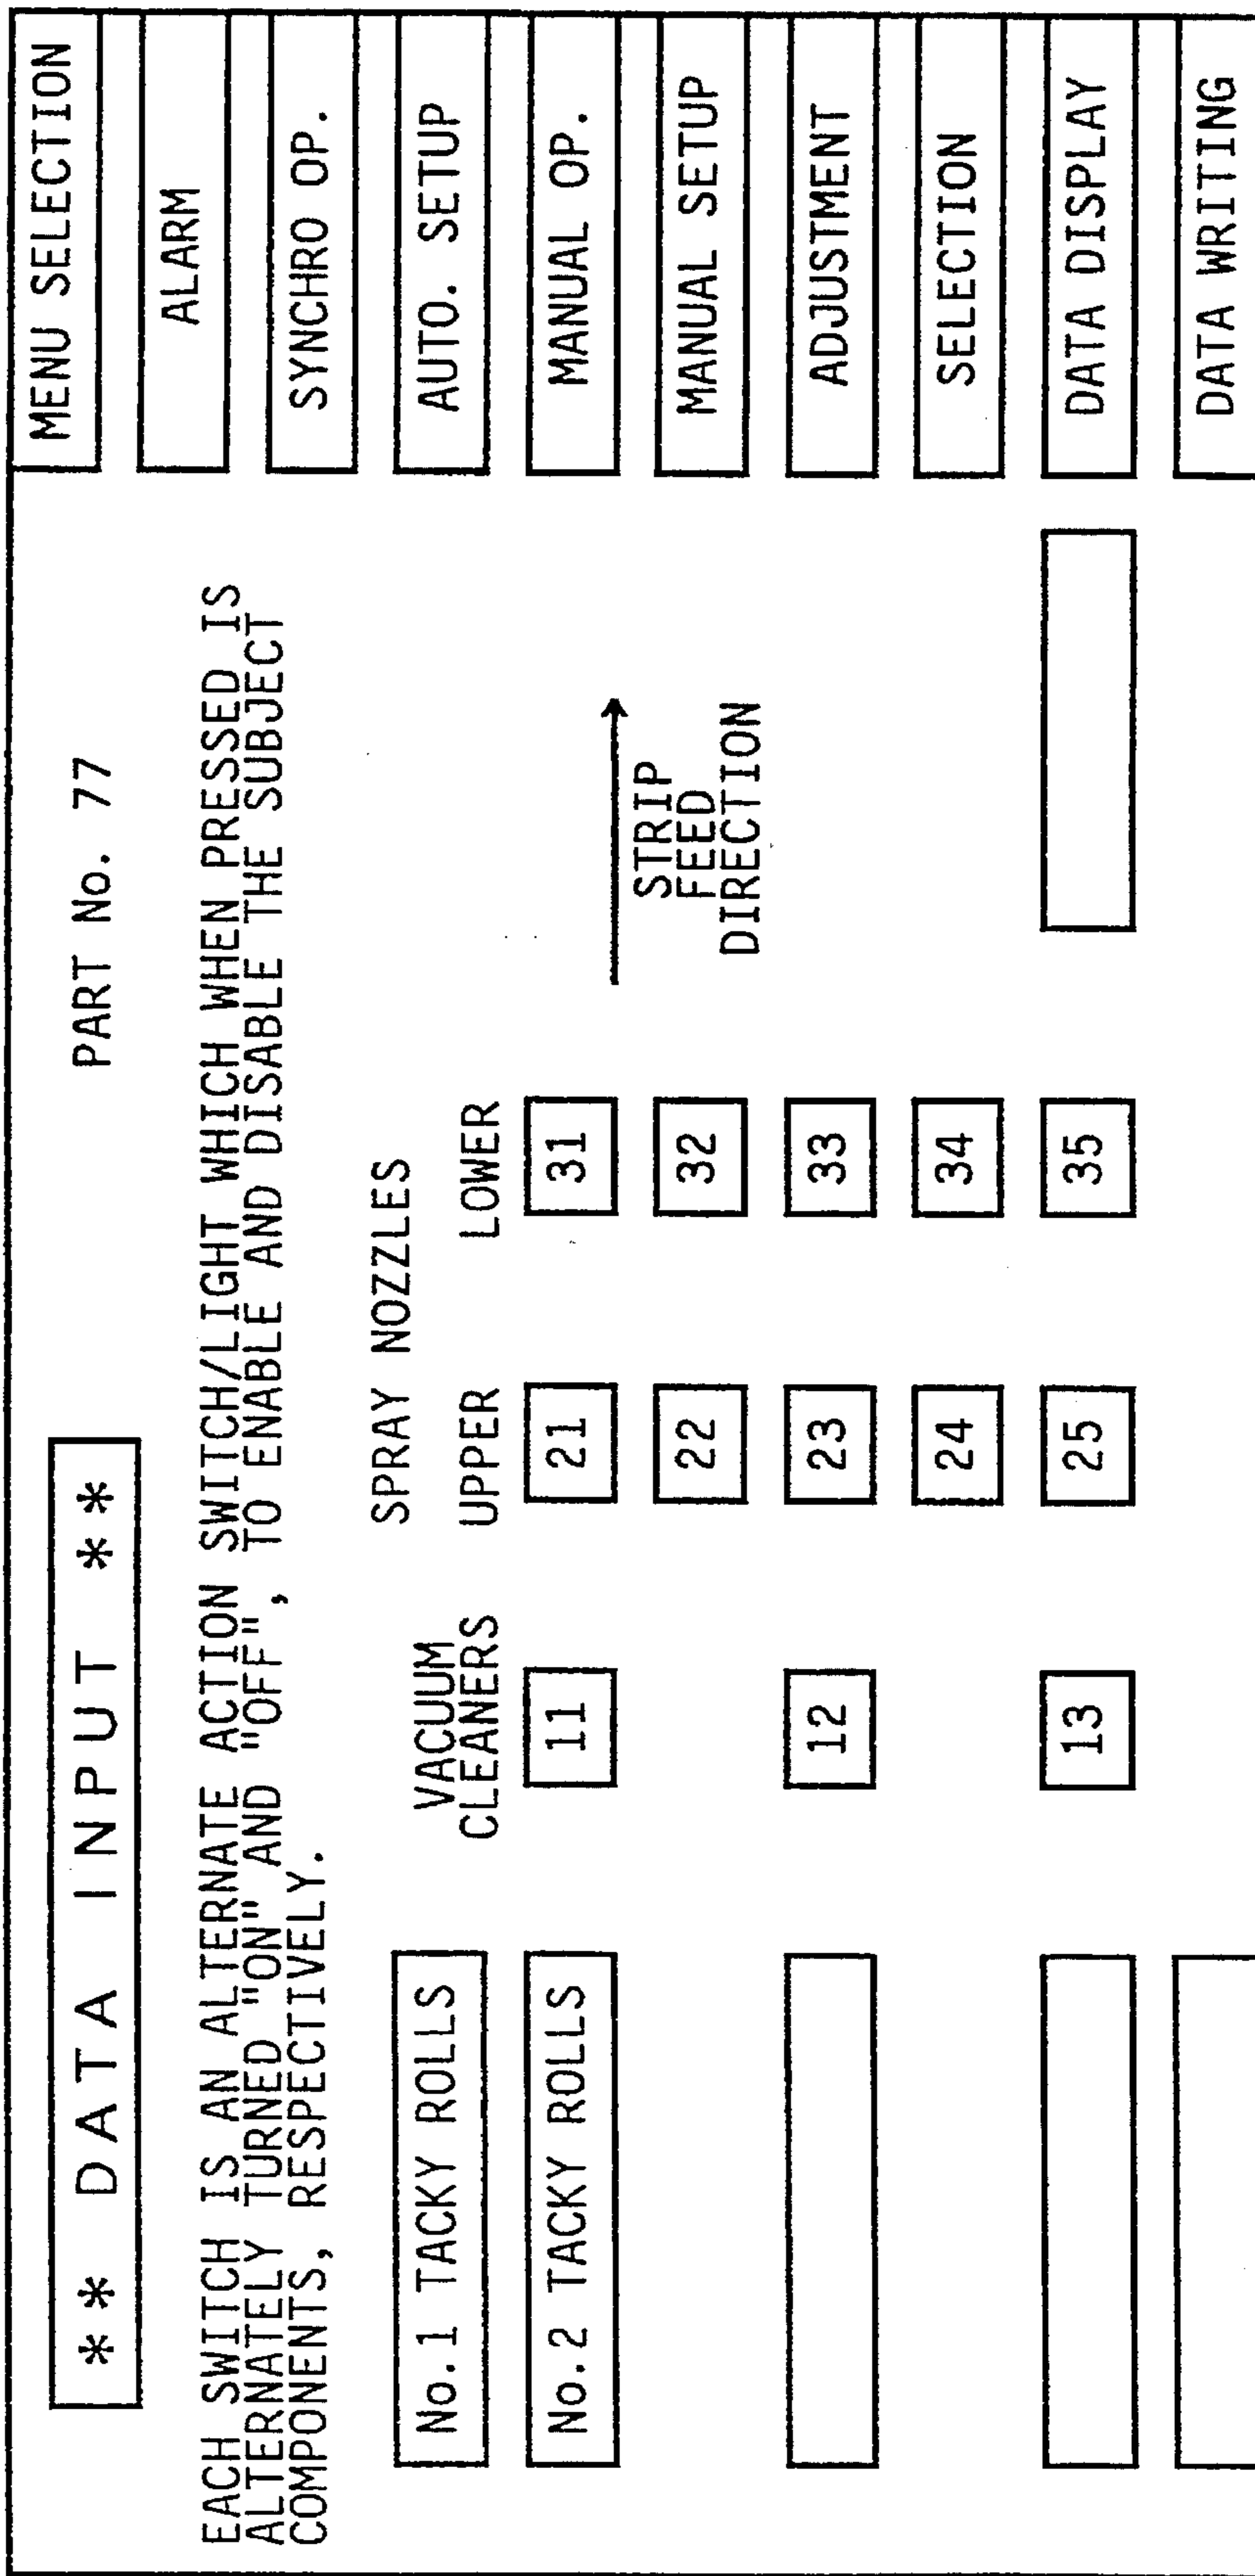 ** DATA INPUT **
PART No. 77
MENU SELECTION
EACH SWITCH IS AN ALTERNATE ACTION SWITCH/LIGHT WHICH WHEN PRESSED IS
ALTERNATELY TURNED "ON" AND "OFF", TO ENABLE AND DISABLE THE SUBJECT
COMPONENTS, RESPECTIVELY.
ALARM
SYNCHRO OP.
SPRAY NOZZLES
VACUUM
CLEANERS
UPPER
LOWER
No.1 TACKY ROLLS
AUTO. SETUP
No.2 TACKY ROLLS
11
21
31
MANUAL OP.
STRIP
FEED
DIRECTION
22
32
MANUAL SETUP
12
23
33
ADJUSTMENT
24
34
SELECTION
13
25
35
DATA DISPLAY
DATA WRITING